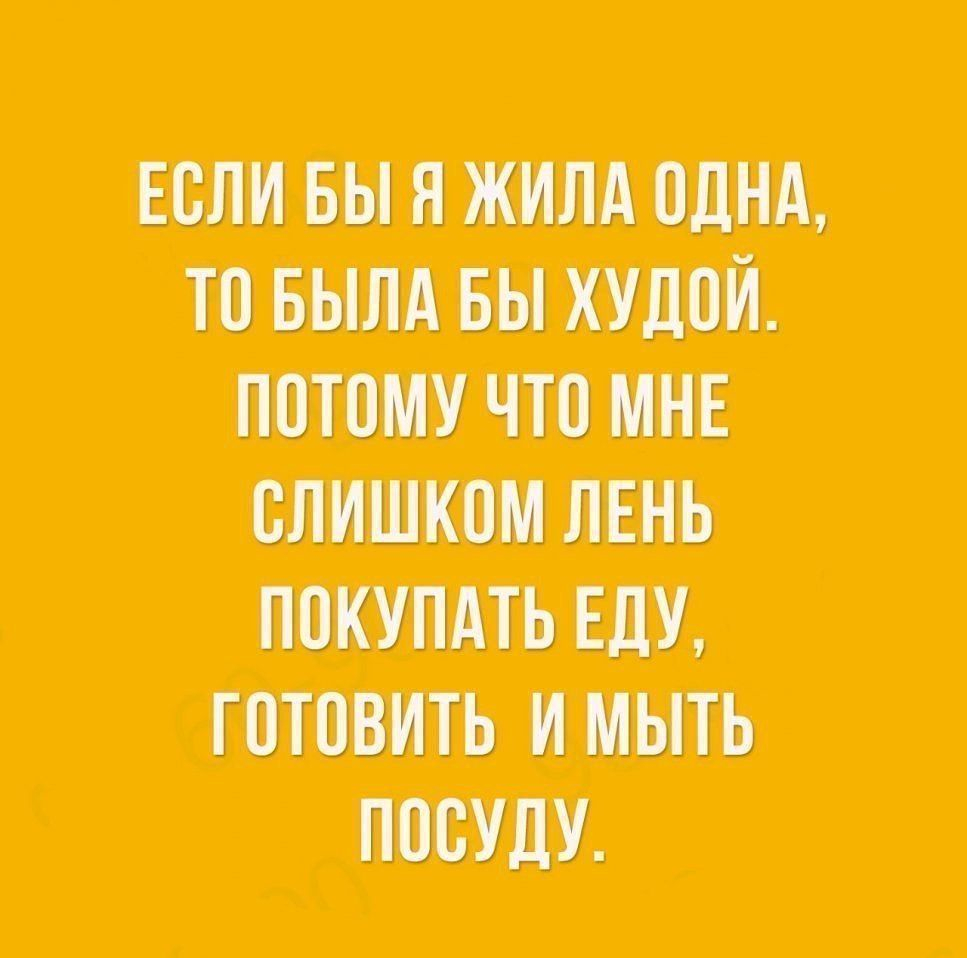 ЕСЛИ БЫ Я ЖИЛА ОДНА,
ТО БЫЛА БЫ ХУДОЙ.
ПОТОМУ ЧТО МНЕ
СЛИШКОМ ЛЕНЬ
ПОКУПАТЬ ЕДУ,
ГОТОВИТЬ И МЫТЬ
ПОСУДУ.